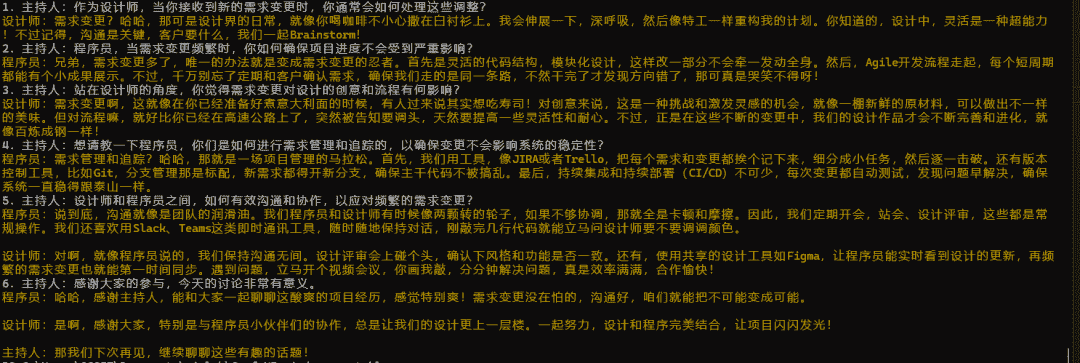 1. 主持人: 作为设计师, 当你接收到新的需求变更时, 你通常会如何处理这些调整?
设计师: 需求变更? 哈哈, 那可是设计界的日常, 就像你喝咖啡不小心撒在白衬衫上。我会伸展一下, 深呼吸, 然后像特工一样重构我的计划。你知道的, 设计中, 灵活是一种超能力
! 不过记得, 沟通是关键, 客户要什么, 我们一起Brainstorm!
2. 主持人: 程序员, 当需求变更频繁时, 你如何确保项目进度不会受到严重影响?
程序员: 兄弟, 需求变更多了, 唯一的办法就是变成需求变更的忍者。首先是灵活的代码结构, 模块化设计, 这样改一部分不会牵一发动全身。然后, Agile开发流程走起, 每个短周期
都能有个小成果展示。不过, 千万别忘了定期和客户确认需求, 确保我们走的是同一条路, 不然干完了才发现方向错了, 那可真是哭笑不得呀!
3. 主持人: 站在设计师的角度, 你觉得需求变更对设计的创意和流程有何影响?
设计师: 需求变更啊, 这就像在你已经准备好煮意大利面的时候, 有人过来说其实想吃寿司! 对创意来说, 这是一种挑战和激发灵感的机会, 就像一棚新鲜的原材料, 可以做出不一样
的美味。但对流程嘛, 就好比你已经在高速公路上了, 突然被告知要调头, 天然要提高一些灵活性和耐心。不过, 正是在这些不断的变更中, 我们的设计作品才会不断完善和进化, 就
像百炼成钢一样!
4. 主持人: 想请教一下程序员, 你们是如何进行需求管理和追踪的, 以确保变更不会影响系统的稳定性?
程序员: 需求管理和追踪? 哈哈, 那就是一场项目管理的马拉松。首先, 我们用工具, 像JIRA或者Trello, 把每个需求和变更都挨个记下来, 细分成小任务, 然后逐一击破。还有版本
控制工具, 比如Git, 分支管理那是标配, 新需求都得开新分支, 确保主干代码不被搞乱。最后, 持续集成和持续部署 (CI/CD) 不可少, 每次变更都自动测试, 发现问题早解决, 确保
系统一直稳得跟泰山一样。
5. 主持人: 设计师和程序员之间, 如何有效沟通和协作, 以应对频繁的需求变更?
程序员: 说到底, 沟通就像是团队的润滑油。我们程序员和设计师有时候像两颗转的轮子, 如果不够协调, 那就全是卡顿和摩擦。因此, 我们定期开会, 站会、设计评审, 这些都是常
规操作。我们还喜欢用Slack、Teams这类即时通讯工具, 随时随地保持对话, 刚敲完几行代码就能立马问设计师要不要调调颜色。
设计师: 对啊, 就像程序员说的, 我们保持沟通无间。设计评审会上碰个头, 确认下风格和功能是否一致。还有, 使用共享的设计工具如Figma, 让程序员能实时看到设计的更新, 再频
繁的需求变更也就能第一时间同步。遇到问题, 立马开个视频会议, 你画我敲, 分分钟解决问题, 真是效率满满, 合作愉快!
6. 主持人: 感谢大家的参与, 今天的讨论非常有意义。
程序员: 哈哈, 感谢主持人, 能和大家一起聊聊这酸爽的项目经历, 感觉特别爽! 需求变更没在怕的, 沟通好, 咱们就能把不可能变成可能。
设计师: 是啊, 感谢大家, 特别是与程序员小伙伴们的协作, 总是让我们的设计更上一层楼。一起努力, 设计和程序完美结合, 让项目闪闪发光!
主持人: 那我们下次再见, 继续聊聊这些有趣的话题!